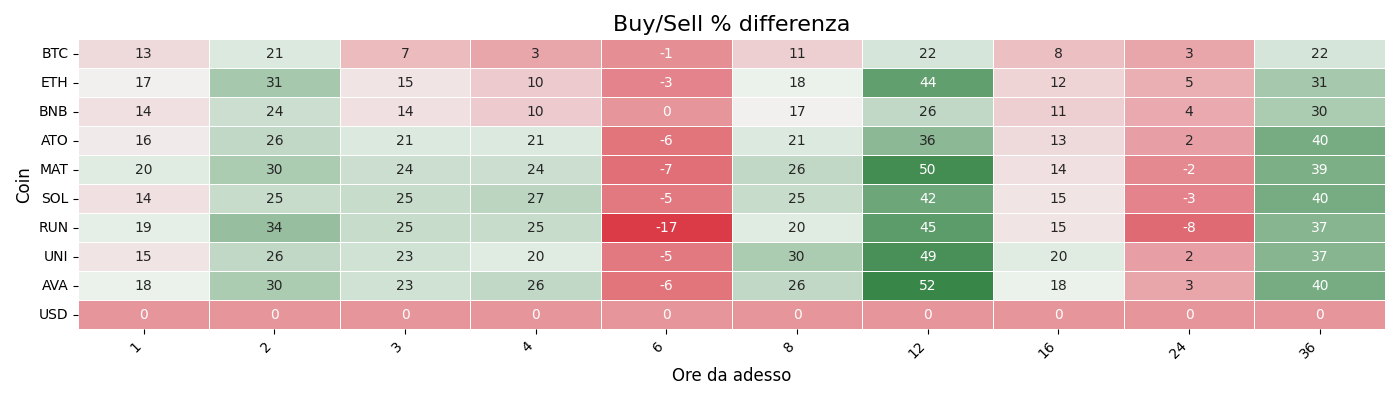 Buy/Sell % differenza
Coin
BTC 13 21 7 3 -1 11 22 8 3 22
ETH 17 31 15 10 -3 18 44 12 5 31
BNB 14 24 14 10 0 17 26 11 4 30
ATO 16 26 21 21 -6 21 36 13 2 40
MAT 20 30 24 24 -7 26 50 14 -2 39
SOL 14 25 25 27 -5 25 42 15 -3 40
RUN 19 34 25 25 -17 20 45 15 -8 37
UNI 15 26 23 20 -5 30 49 20 2 37
AVA 18 30 23 26 -6 26 52 18 3 40
USD 0 0 0 0 0 0 0 0 0 0
1 2 3 4 6 8 12 16 24 36
Ore da adesso